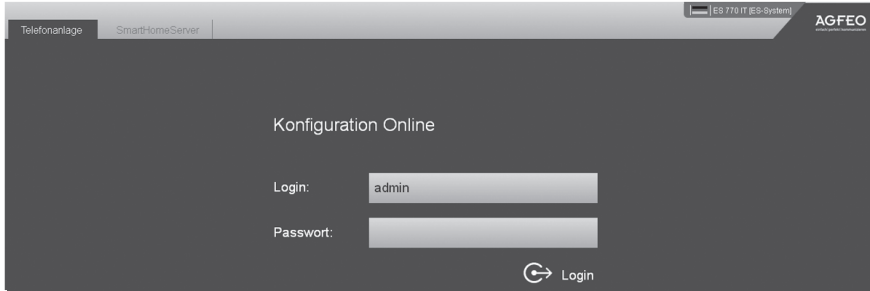 ES 770 IT [ES-System]
AGFEO
Telefonanlage
SmartHomeServer
Konfiguration Online
Login:
admin
Passwort:
Login